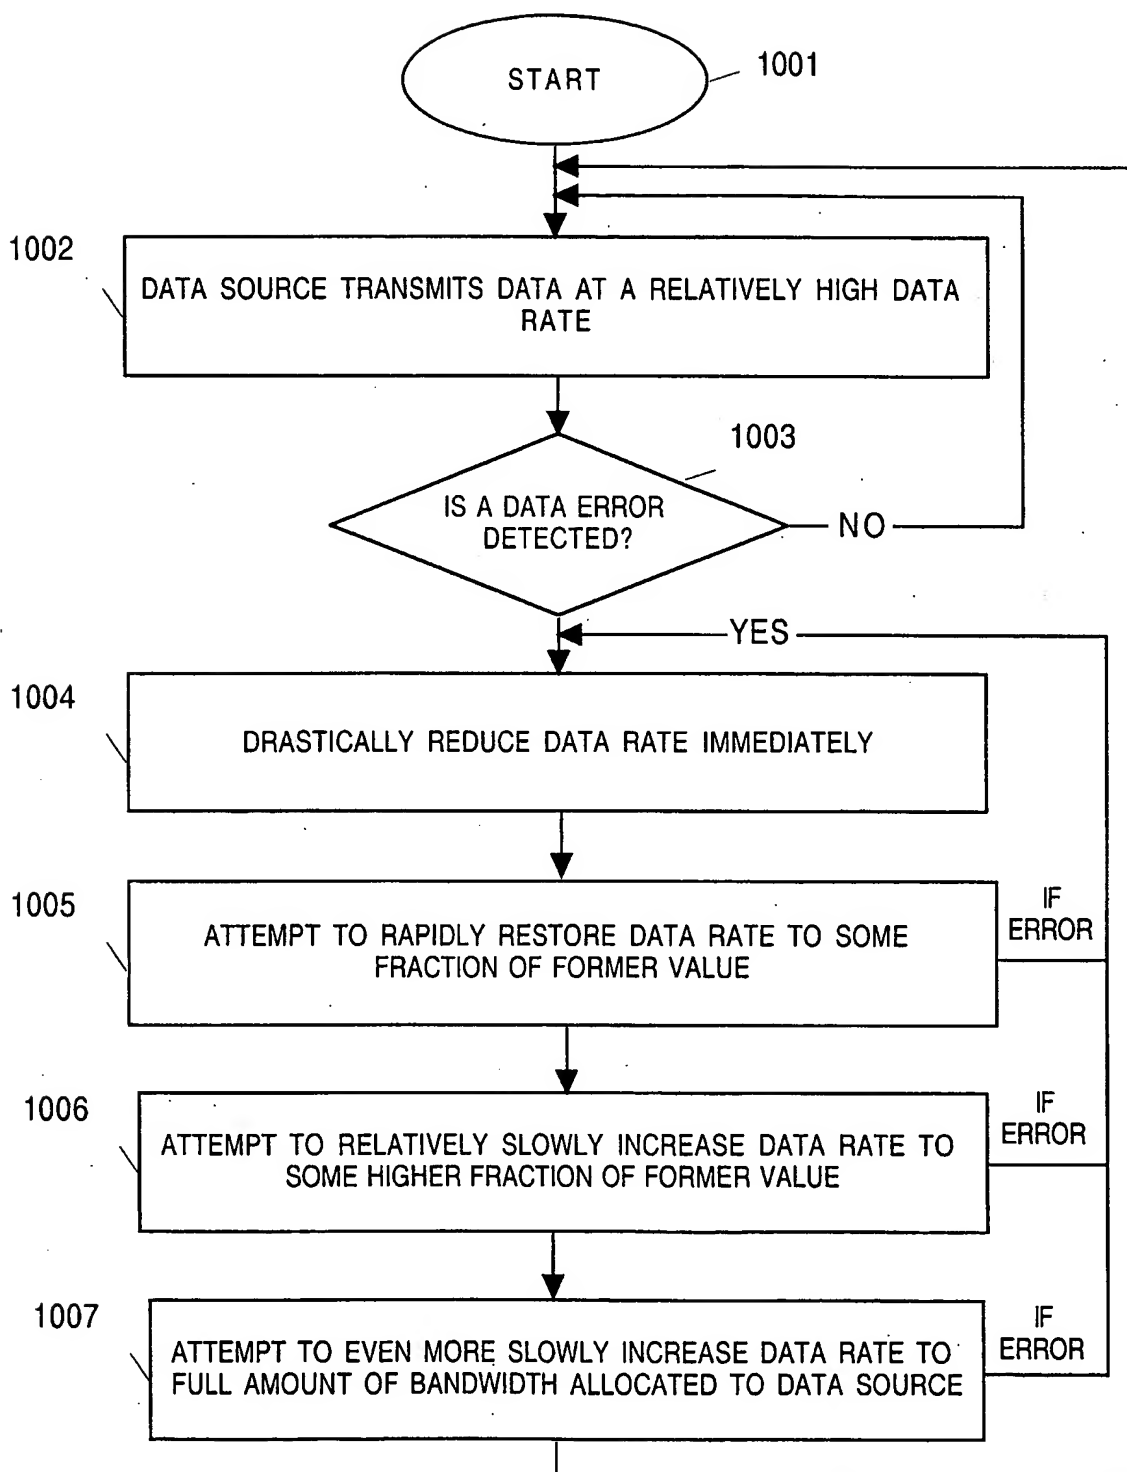 START
1001
1002
DATA SOURCE TRANSMITS DATA AT A RELATIVELY HIGH DATA
RATE
1003
IS A DATA ERROR
DETECTED?
NO
YES
1004
DRASTICALLY REDUCE DATA RATE IMMEDIATELY
1005
ATTEMPT TO RAPIDLY RESTORE DATA RATE TO SOME
FRACTION OF FORMER VALUE
IF
ERROR
1006
ATTEMPT TO RELATIVELY SLOWLY INCREASE DATA RATE TO
SOME HIGHER FRACTION OF FORMER VALUE
IF
ERROR
1007
ATTEMPT TO EVEN MORE SLOWLY INCREASE DATA RATE TO
FULL AMOUNT OF BANDWIDTH ALLOCATED TO DATA SOURCE
IF
ERROR